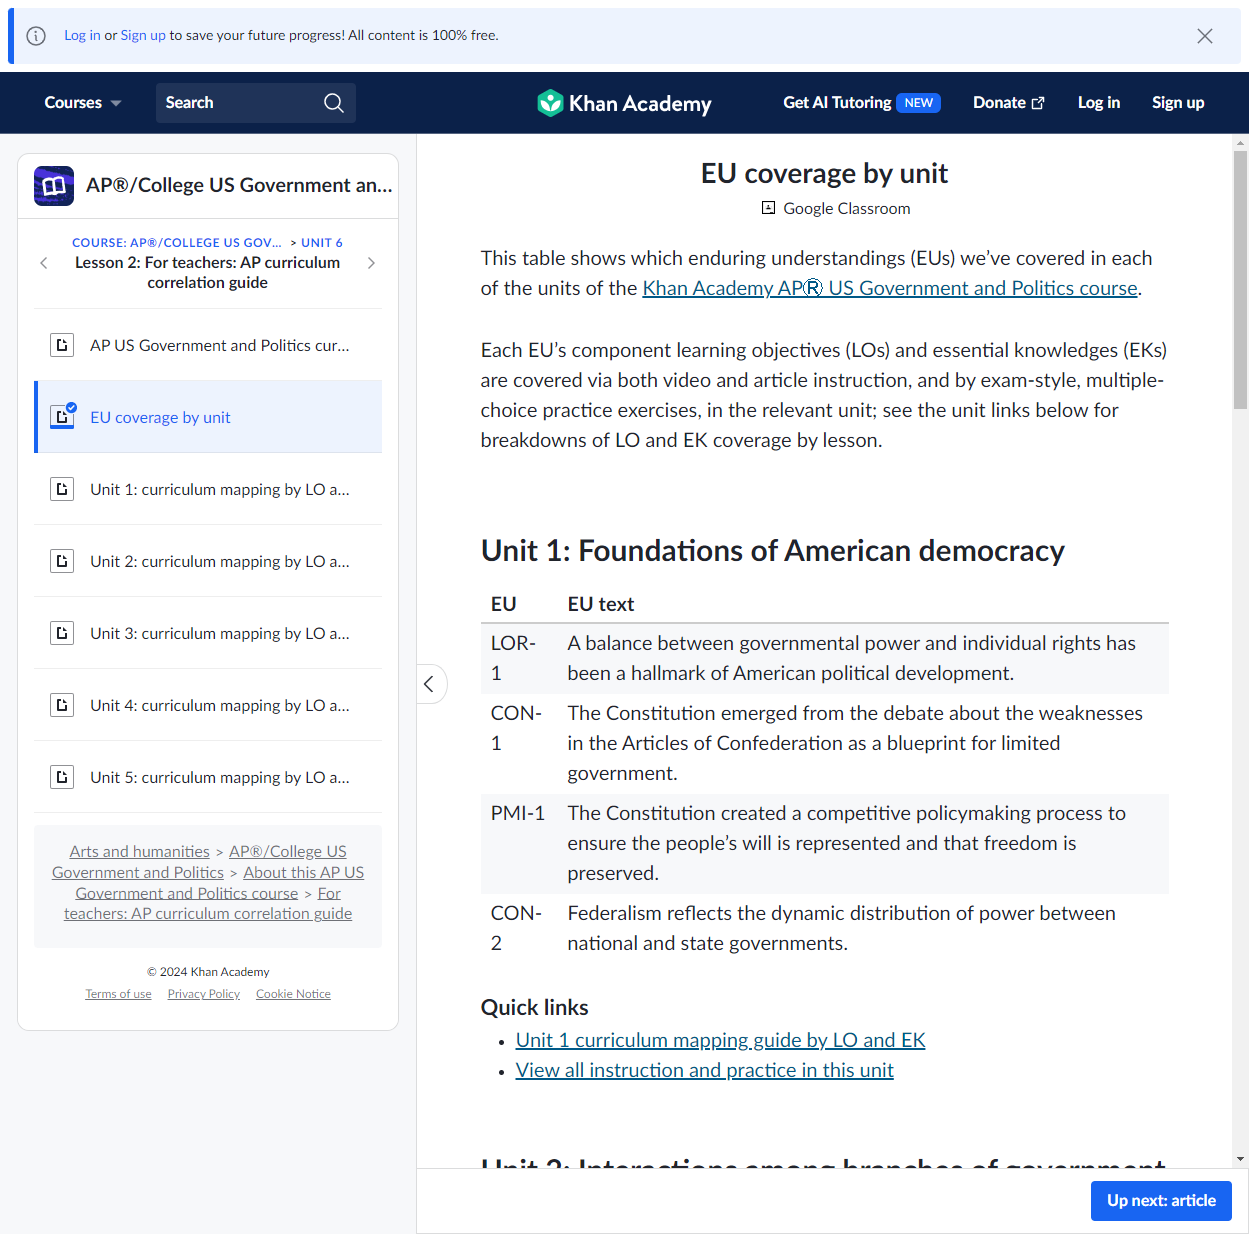 Log in or Sign up to save your future progress! All content is 100% free.
Courses
Search
Khan Academy
Get AI Tutoring NEW
Donate
Log in
Sign up
AP®/College US Government an...
COURSE: AP®/COLLEGE US GOV... > UNIT 6
Lesson 2: For teachers: AP curriculum
correlation guide
AP US Government and Politics cur...
EU coverage by unit
Unit 1: curriculum mapping by LO a...
Unit 2: curriculum mapping by LO a...
Unit 3: curriculum mapping by LO a...
Unit 4: curriculum mapping by LO a...
Unit 5: curriculum mapping by LO a...
Arts and humanities > AP®/College US
Government and Politics > About this AP US
Government and Politics course > For
teachers: AP curriculum correlation guide
© 2024 Khan Academy
Terms of use Privacy Policy Cookie Notice
EU coverage by unit
Google Classroom
This table shows which enduring understandings (EUs) we’ve covered in each
of the units of the Khan Academy AP® US Government and Politics course.
Each EU’s component learning objectives (LOs) and essential knowledges (EKs)
are covered via both video and article instruction, and by exam-style, multiple-
choice practice exercises, in the relevant unit; see the unit links below for
breakdowns of LO and EK coverage by lesson.
Unit 1: Foundations of American democracy
EU EU text
LOR- A balance between governmental power and individual rights has
1 been a hallmark of American political development.
CON- The Constitution emerged from the debate about the weaknesses
1 in the Articles of Confederation as a blueprint for limited
government.
PMI-1 The Constitution created a competitive policymaking process to
ensure the people’s will is represented and that freedom is
preserved.
CON- Federalism reflects the dynamic distribution of power between
2 national and state governments.
Quick links
• Unit 1 curriculum mapping guide by LO and EK
• View all instruction and practice in this unit
Unit 2: Interactions among branches of government
Up next: article